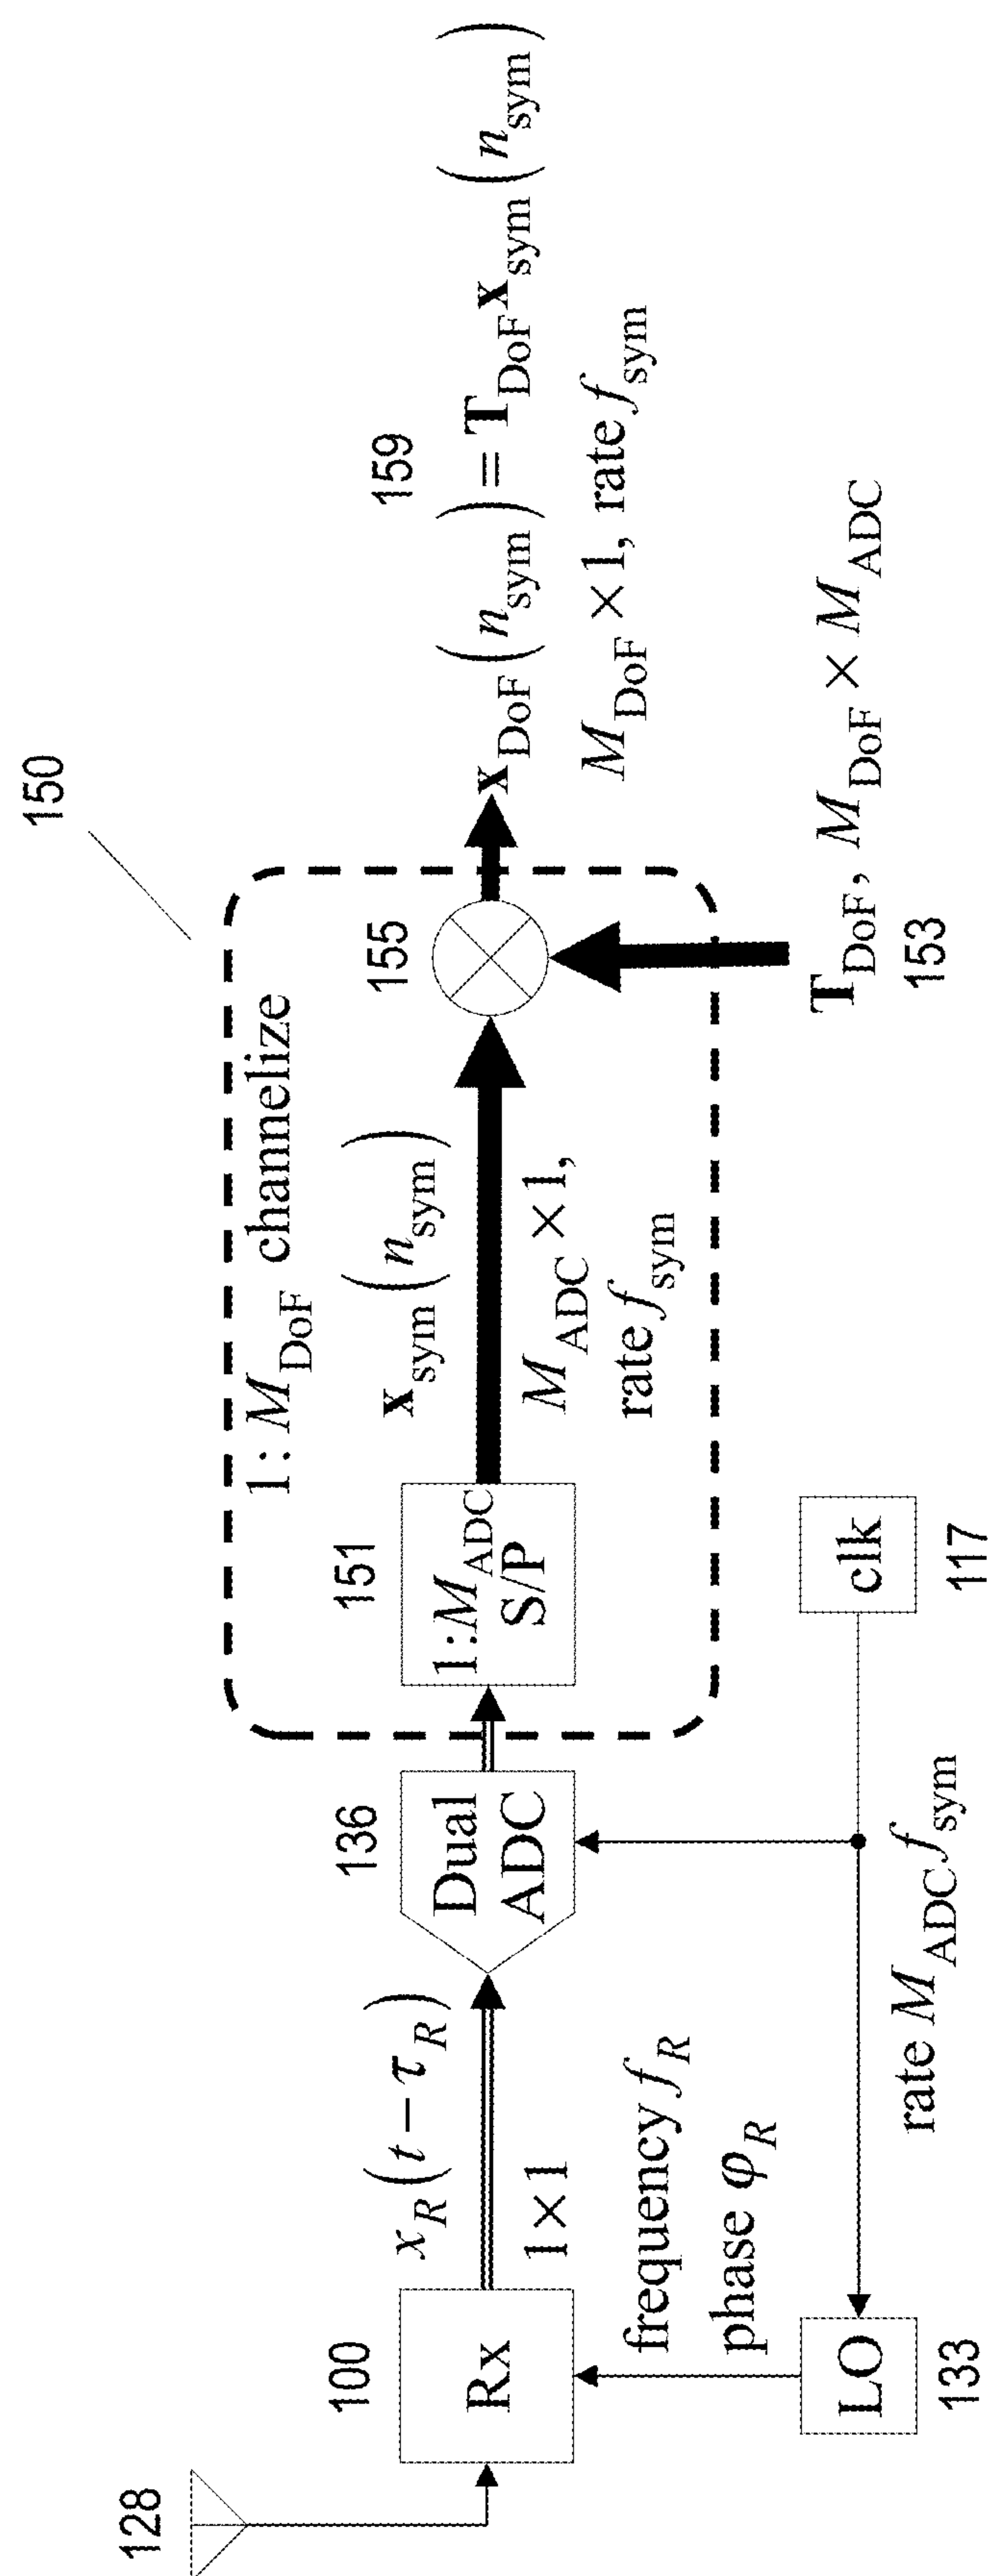 150
1 : M_DoF channelize
159
128
100
136
151
155
x_R(t − τ_R)
x_sym(n_sym)
x_DoF(n_sym) = T_DoF x_sym(n_sym)
Rx
Dual
ADC
1:M_ADC
S/P
1×1
M_ADC × 1,
rate f_sym
M_DoF × 1, rate f_sym
frequency f_R
phase φ_R
T_DoF, M_DoF × M_ADC
153
LO
133
clk
117
rate M_ADC f_sym